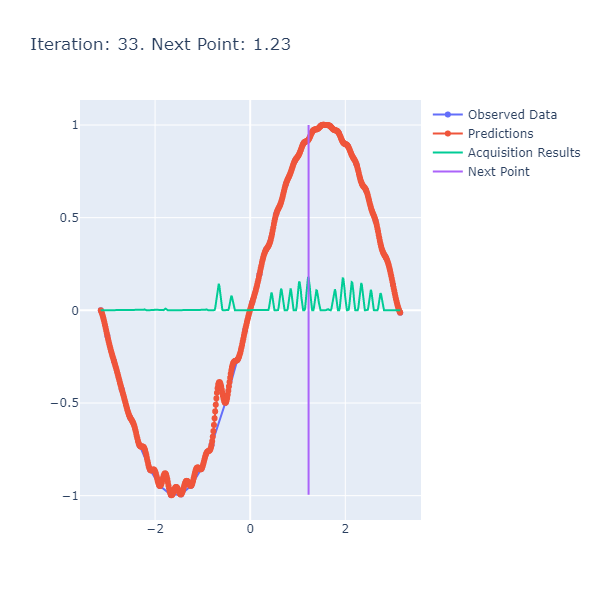 Iteration: 33. Next Point: 1.23
Observed Data
Predictions
Acquisition Results
Next Point
1
0.5
0
−0.5
−1
−2
0
2